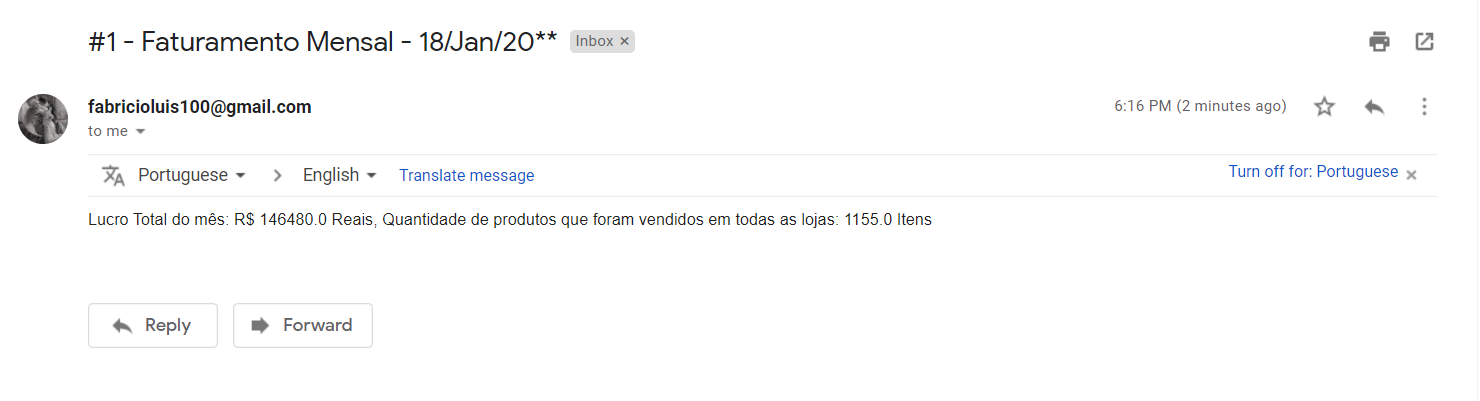 #1 - Faturamento Mensal - 18/Jan/20** Inbox ×
fabricioluis100@gmail.com 6:16 PM (2 minutes ago)
to me
Portuguese > English Translate message Turn off for: Portuguese ×
Lucro Total do mês: R$ 146480.0 Reais, Quantidade de produtos que foram vendidos em todas as lojas: 1155.0 Itens
Reply Forward